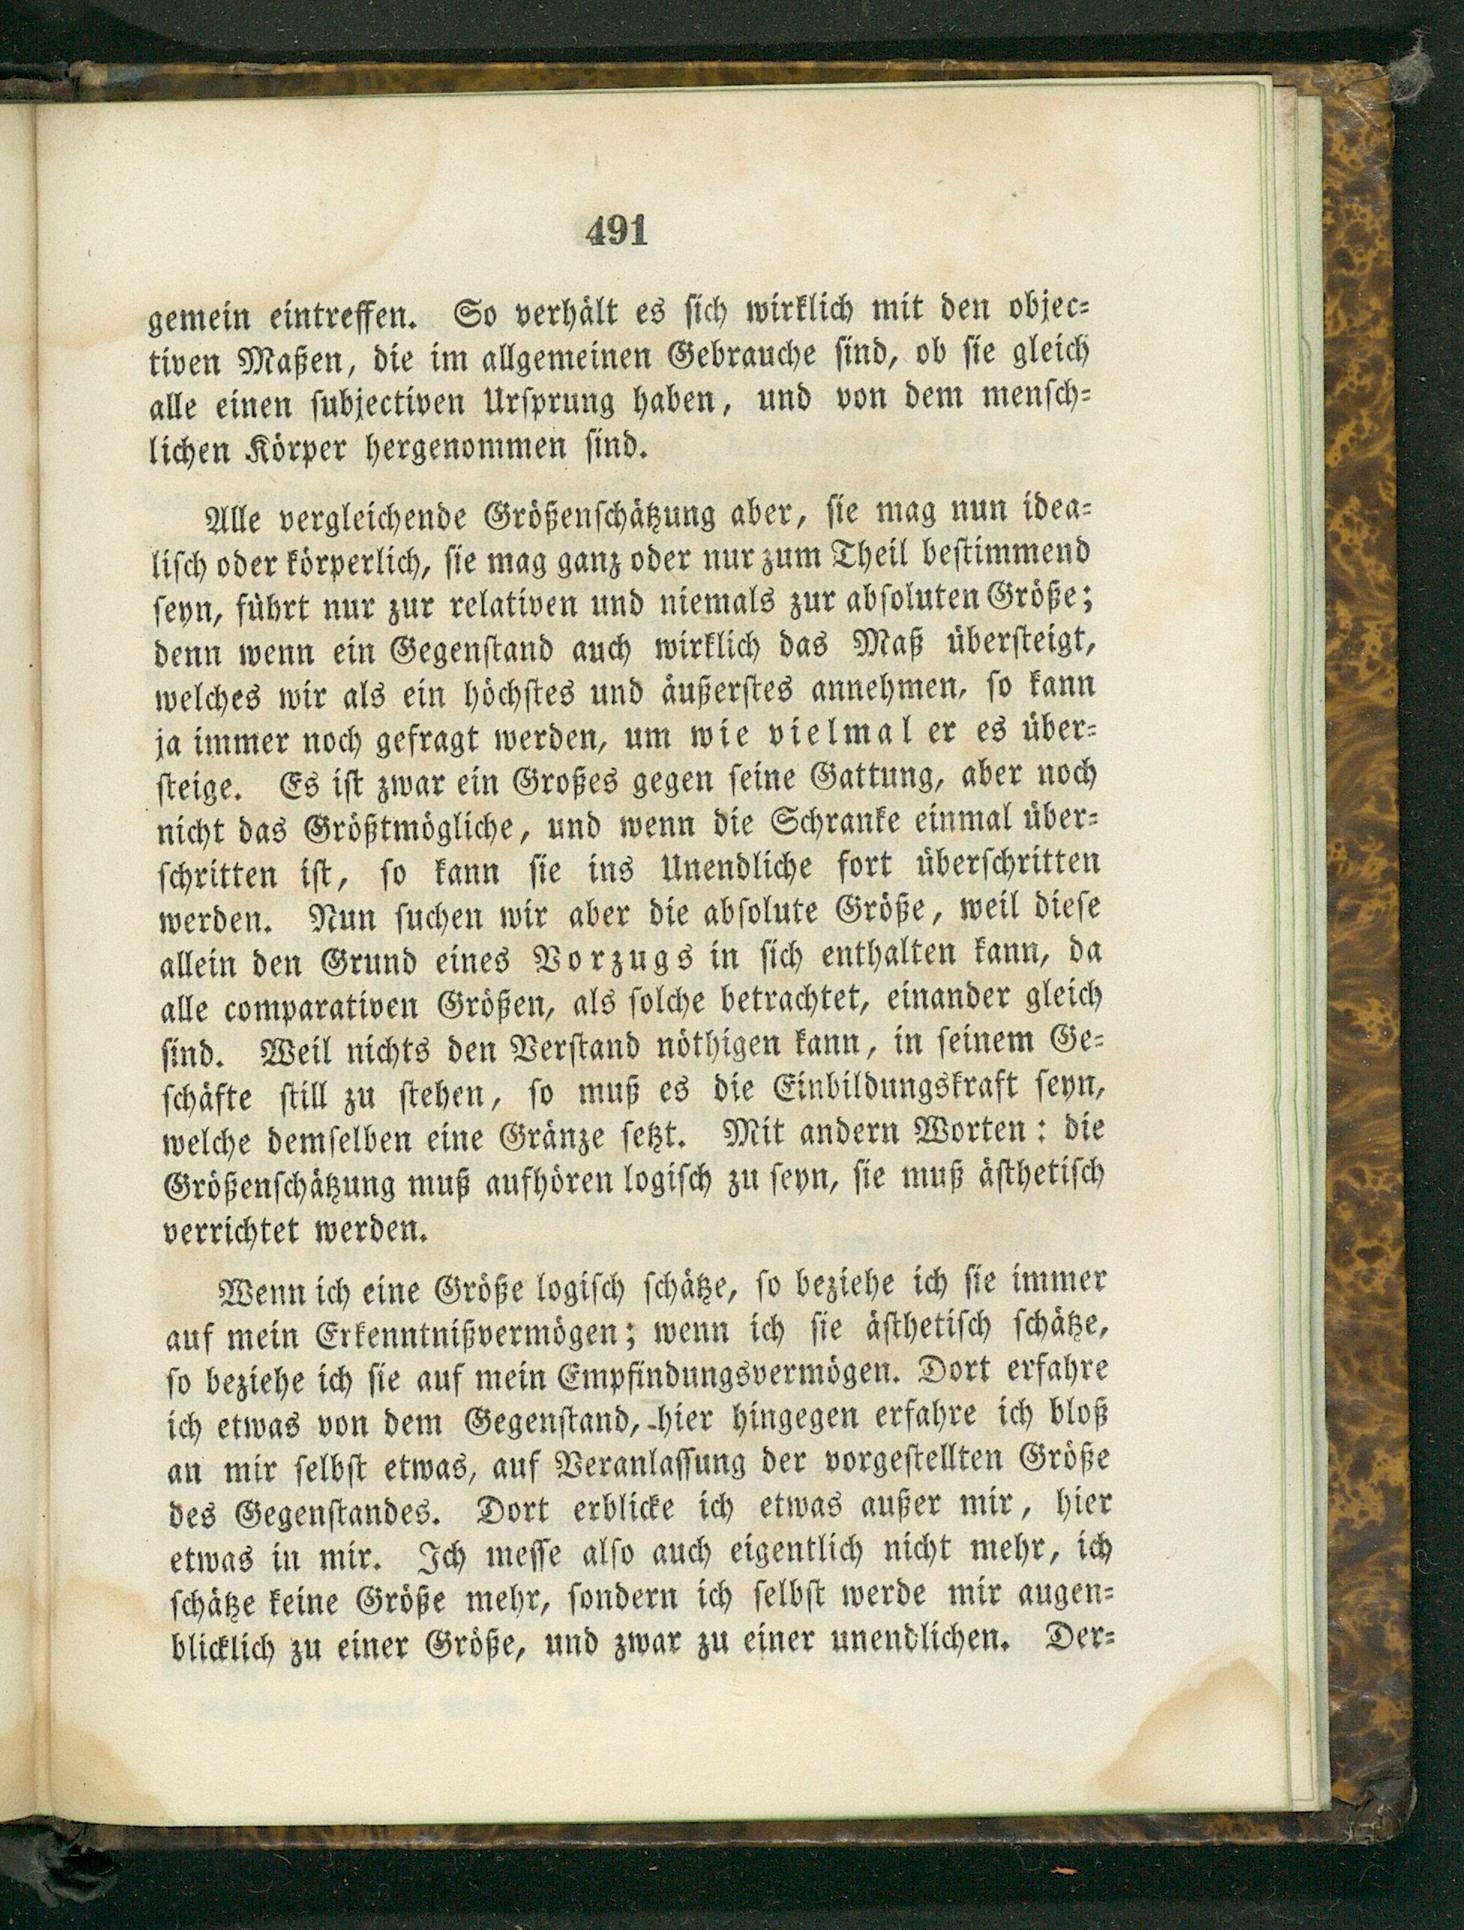 491
gemein eintreffen. So verhält es sich wirklich mit den objec-
tiven Maßen, die im allgemeinen Gebrauche sind, ob sie gleich
alle einen subjectiven Ursprung haben, und von dem mensch-
lichen Körper hergenommen sind.
Alle vergleichende Größenschätzung aber, sie mag nun idea-
lisch oder körperlich, sie mag ganz oder nur zum Theil bestimmend
seyn, führt nur zur relativen und niemals zur absoluten Größe;
denn wenn ein Gegenstand auch wirklich das Maß übersteigt,
welches wir als ein höchstes und äußerstes annehmen, so kann
ja immer noch gefragt werden, um wie vielmal er es über-
steige. Es ist zwar ein Großes gegen seine Gattung, aber noch
nicht das Größtmögliche, und wenn die Schranke einmal über-
schritten ist, so kann sie ins Unendliche fort überschritten
werden. Nun suchen wir aber die absolute Größe, weil diese
allein den Grund eines Vorzugs in sich enthalten kann, da
alle comparativen Größen, als solche betrachtet, einander gleich
sind. Weil nichts den Verstand nöthigen kann, in seinem Ge-
schäfte still zu stehen, so muß es die Einbildungskraft seyn,
welche demselben eine Gränze setzt. Mit andern Worten: die
Größenschätzung muß aufhören logisch zu seyn, sie muß ästhetisch
verrichtet werden.
Wenn ich eine Größe logisch schätze, so beziehe ich sie immer
auf mein Erkenntnißvermögen; wenn ich sie ästhetisch schätze,
so beziehe ich sie auf mein Empfindungsvermögen. Dort erfahre
ich etwas von dem Gegenstand, hier hingegen erfahre ich bloß
an mir selbst etwas, auf Veranlassung der vorgestellten Größe
des Gegenstandes. Dort erblicke ich etwas außer mir, hier
etwas in mir. Ich messe also auch eigentlich nicht mehr, ich
schätze keine Größe mehr, sondern ich selbst werde mir augen-
blicklich zu einer Größe, und zwar zu einer unendlichen. Der-